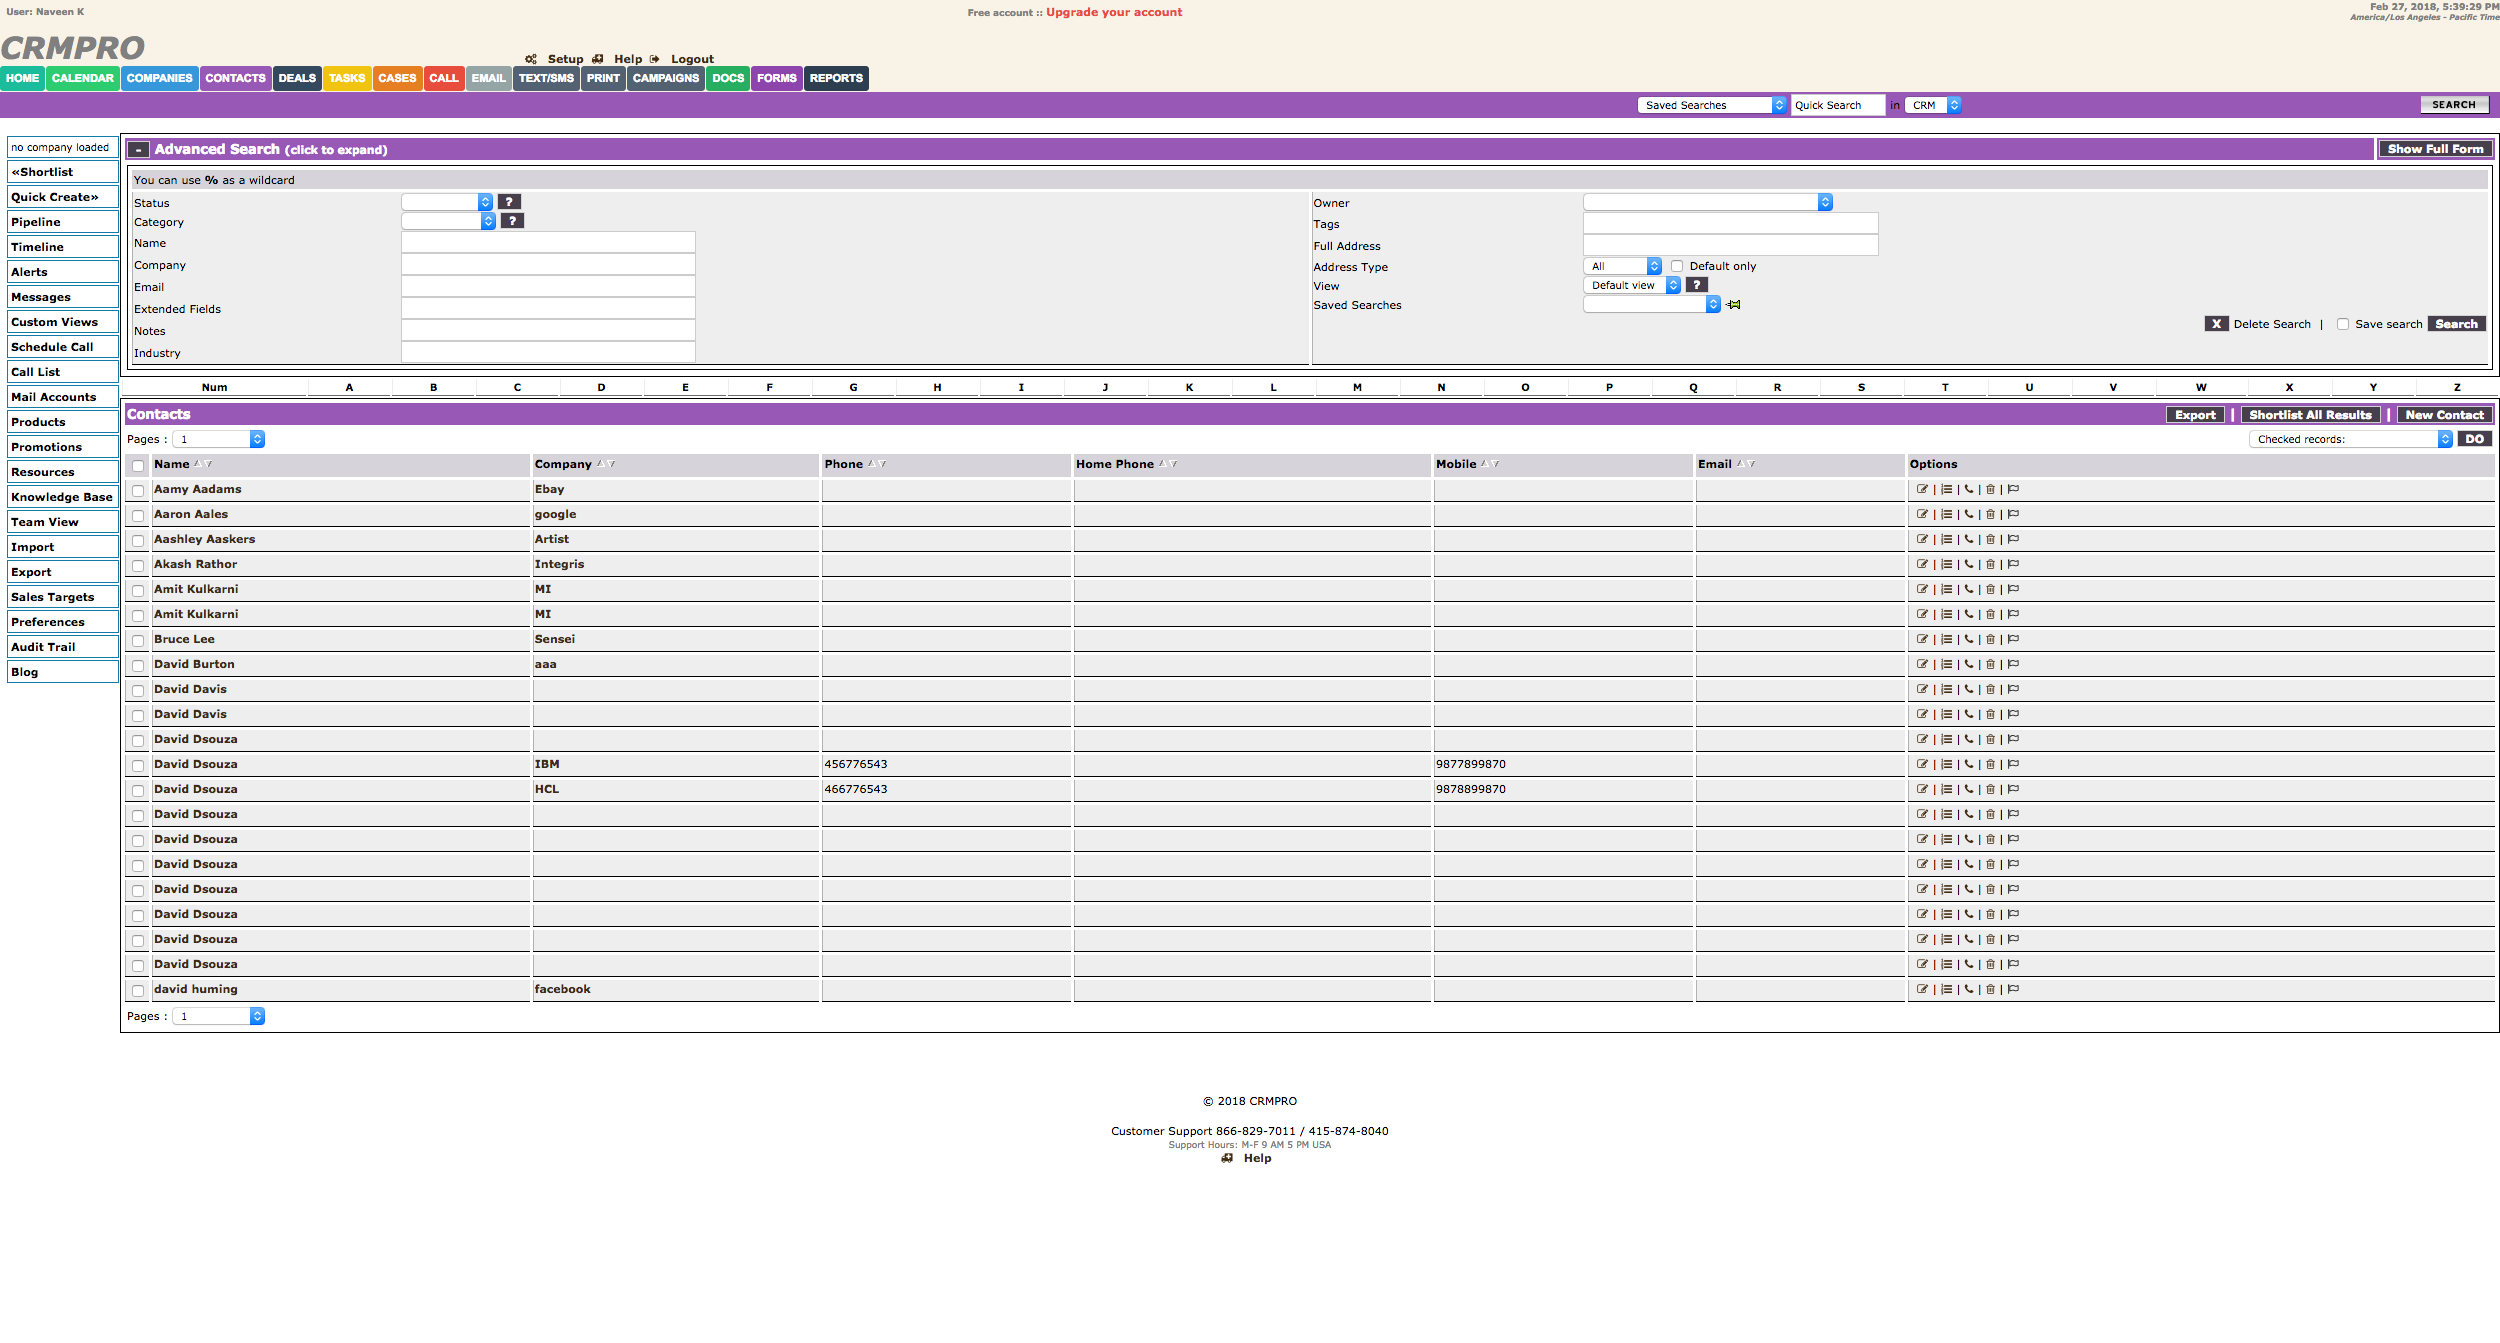 User: Naveen K
Free account :: Upgrade your account
Feb 27, 2018, 5:39:29 PM
America/Los Angeles - Pacific Time
CRMPRO
Setup Help Logout
HOME CALENDAR COMPANIES CONTACTS DEALS TASKS CASES CALL EMAIL TEXT/SMS PRINT CAMPAIGNS DOCS FORMS REPORTS
Saved Searches Quick Search in CRM SEARCH
no company loaded
«Shortlist
Quick Create»
Pipeline
Timeline
Alerts
Messages
Custom Views
Schedule Call
Call List
Mail Accounts
Products
Promotions
Resources
Knowledge Base
Team View
Import
Export
Sales Targets
Preferences
Audit Trail
Blog
- Advanced Search (click to expand) Show Full Form
You can use % as a wildcard
Status ?
Category ?
Name
Company
Email
Extended Fields
Notes
Industry
Owner
Tags
Full Address
Address Type All Default only
View Default view ?
Saved Searches
X Delete Search | Save search Search
Num A B C D E F G H I J K L M N O P Q R S T U V W X Y Z
Contacts Export | Shortlist All Results | New Contact
Pages : 1 Checked records: DO
Name Company Phone Home Phone Mobile Email Options
Aamy Aadams Ebay
Aaron Aales google
Aashley Aaskers Artist
Akash Rathor Integris
Amit Kulkarni MI
Amit Kulkarni MI
Bruce Lee Sensei
David Burton aaa
David Davis
David Davis
David Dsouza
David Dsouza IBM 456776543 9877899870
David Dsouza HCL 466776543 9878899870
David Dsouza
David Dsouza
David Dsouza
David Dsouza
David Dsouza
David Dsouza
David Dsouza
david huming facebook
Pages : 1
© 2018 CRMPRO
Customer Support 866-829-7011 / 415-874-8040
Support Hours: M-F 9 AM 5 PM USA
Help